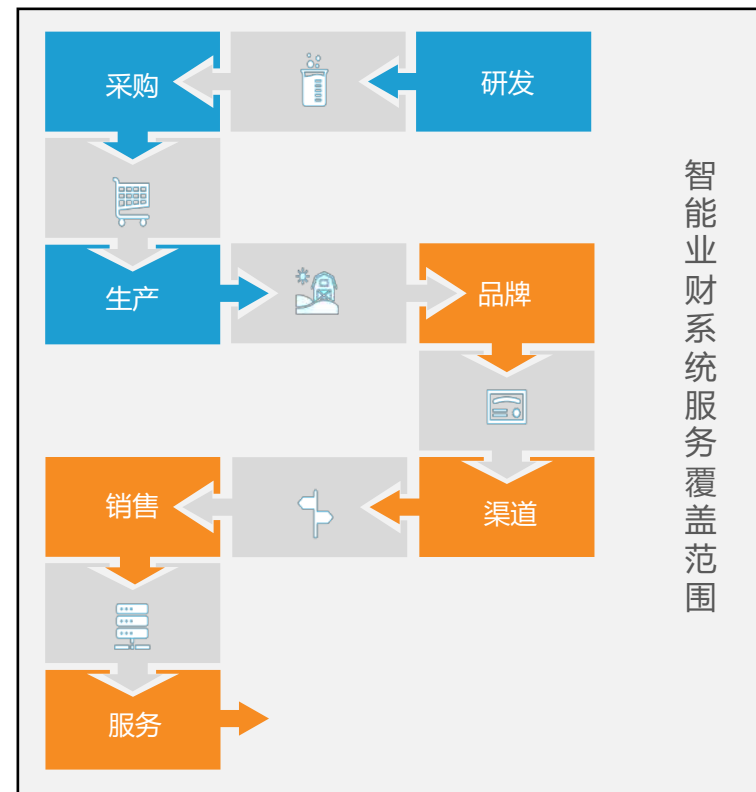 采购
研发
生产
品牌
销售
渠道
服务
智能业财系统服务覆盖范围